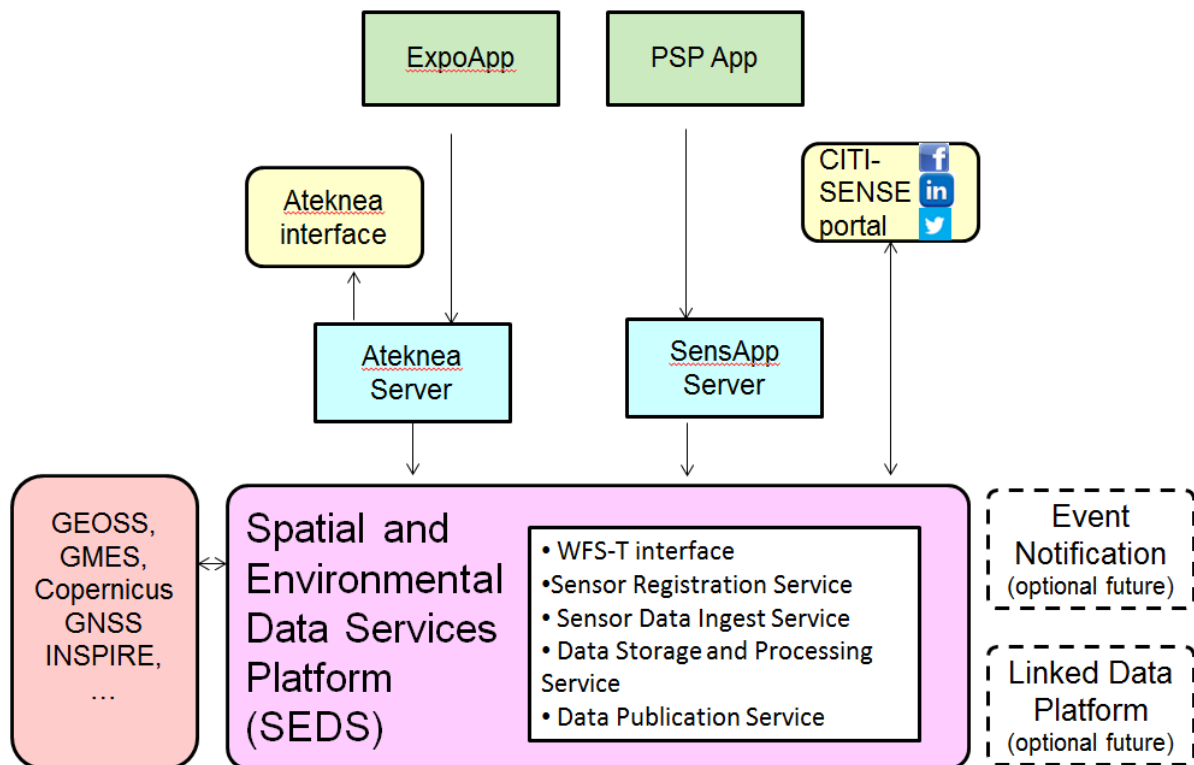 ExpoApp
PSP App
CITI-
SENSE
portal
f
in
Ateknea
interface
Ateknea
Server
SensApp
Server
GEOSS,
GMES,
Copernicus
GNSS
INSPIRE,
...
Spatial and
Environmental
Data Services
Platform
(SEDS)
• WFS-T interface
•Sensor Registration Service
• Sensor Data Ingest Service
• Data Storage and Processing
Service
• Data Publication Service
Event
Notification
(optional future)
Linked Data
Platform
(optional future)